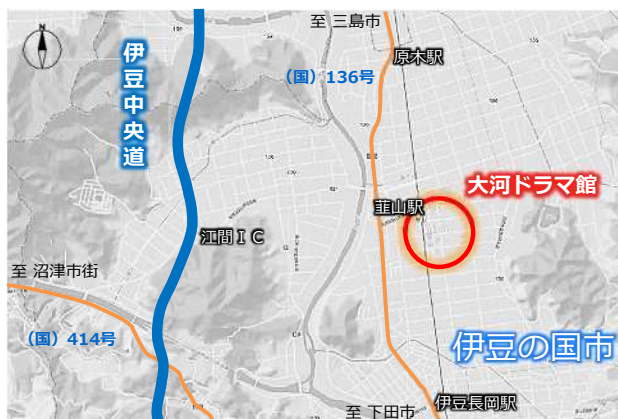 至 三島市
N
伊豆中央道
(国)136号
原木駅
大河ドラマ館
韮山駅
江間ＩＣ
至 沼津市街
(国)414号
伊豆の国市
伊豆長岡駅
至 下田市